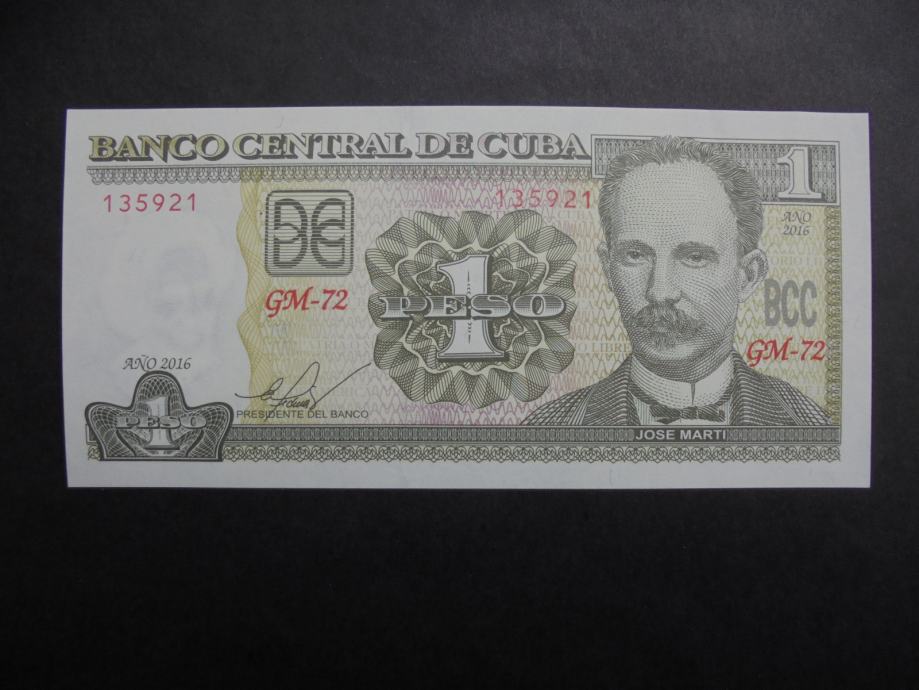 BANCO CENTRAL DE CUBA
1
135921
135921
AÑO
2016
BCC
GM-72
1
PESO
GM-72
AÑO 2016
1
PESO
PRESIDENTE DEL BANCO
JOSE MARTI